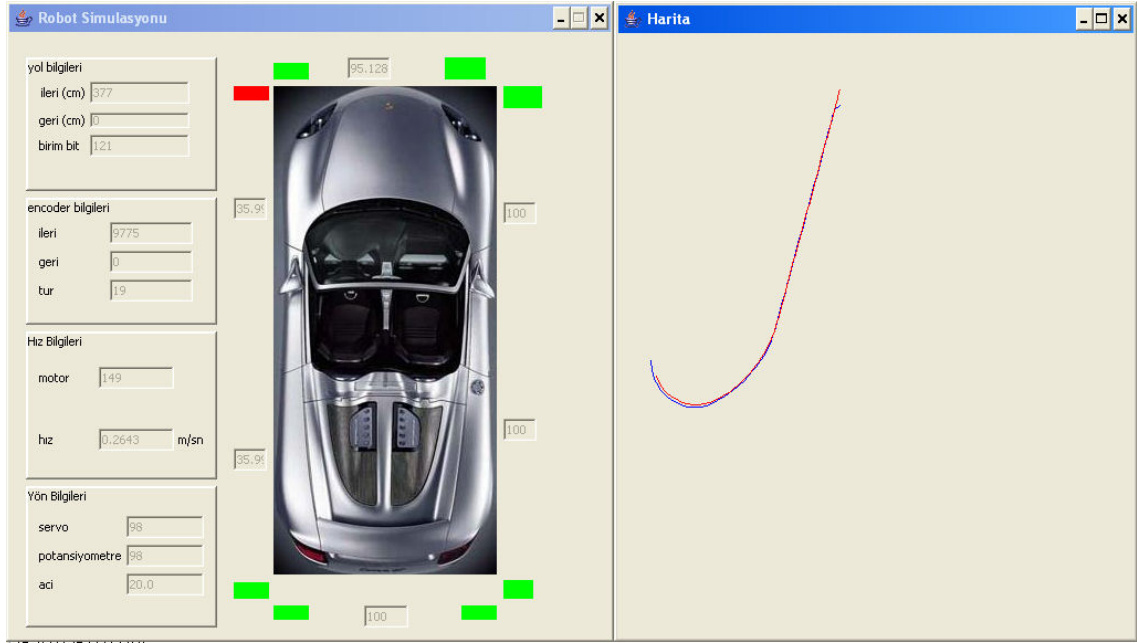 Robot Simulasyonu
Harita
yol bilgileri
ileri (cm) 377
geri (cm) 0
birim bit 121
encoder bilgileri
ileri 9775
geri 0
tur 19
Hız Bilgileri
motor 149
hız 0.2643 m/sn
Yön Bilgileri
servo 98
potansiyometre 98
aci 20.0
95.128
35.99
100
35.99
100
100